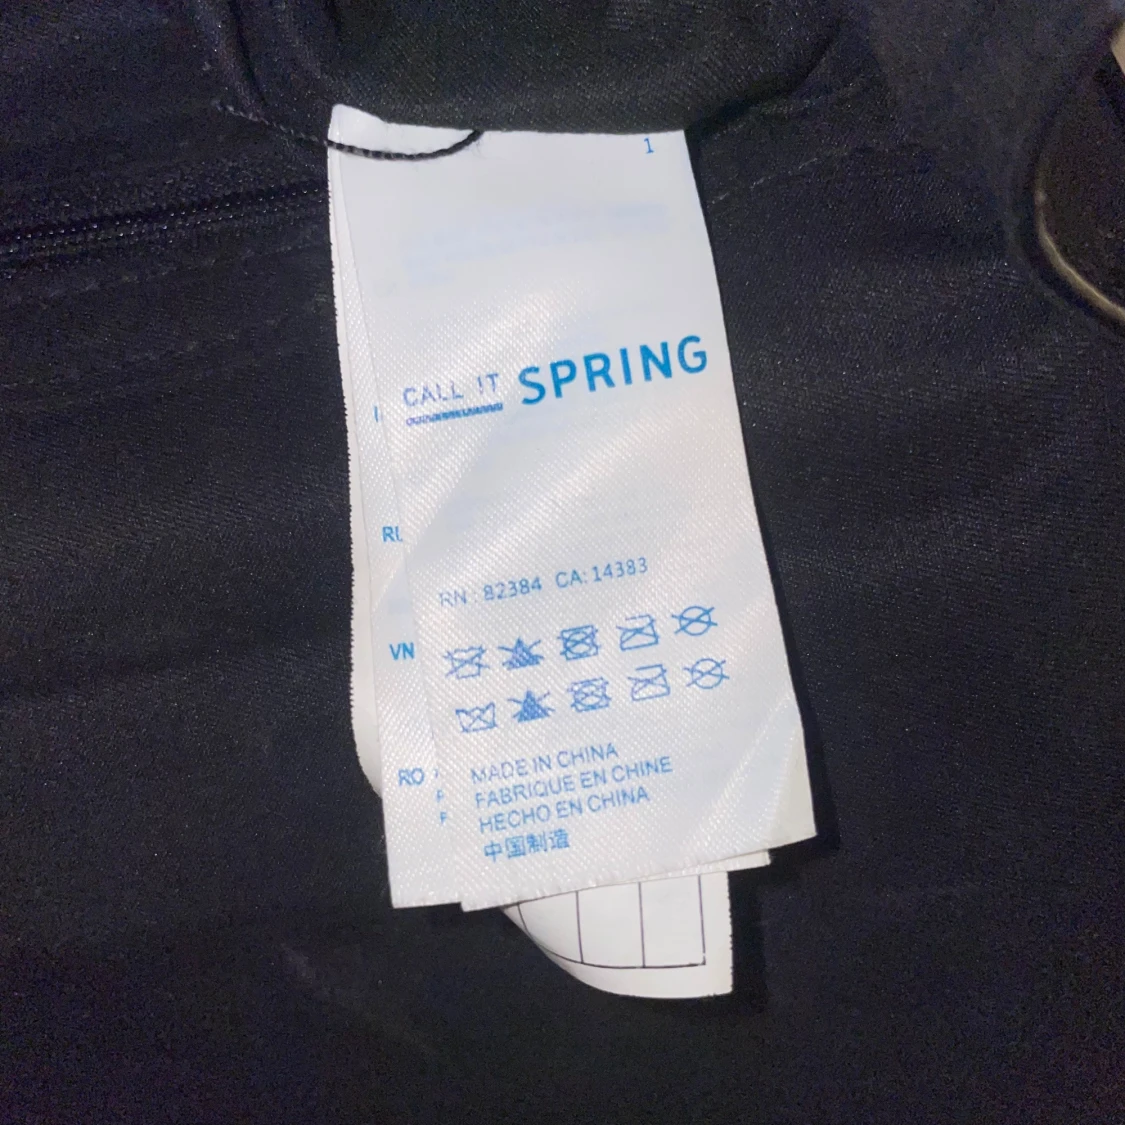 1
CALL IT SPRING
RN : 82384 CA: 14383
VN
RO
MADE IN CHINA
FABRIQUE EN CHINE
HECHO EN CHINA
中国制造